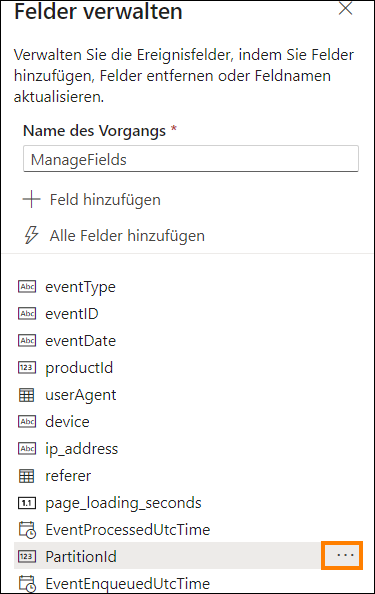 Felder verwalten
Verwalten Sie die Ereignisfelder, indem Sie Felder
hinzufügen, Felder entfernen oder Feldnamen
aktualisieren.
Name des Vorgangs *
ManageFields
Feld hinzufügen
Alle Felder hinzufügen
Abc eventType
Abc eventID
Abc eventDate
123 productId
userAgent
Abc device
Abc ip_address
referer
1.1 page_loading_seconds
EventProcessedUtcTime
123 PartitionId ...
EventEnqueuedUtcTime